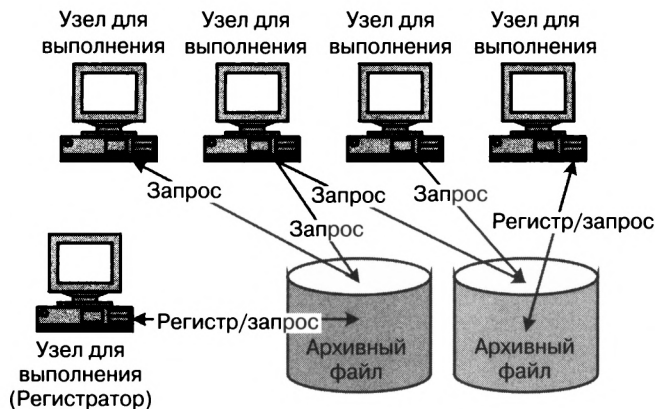 Узел для
выполнения
Узел для
выполнения
Узел для
выполнения
Узел для
выполнения
Запрос
Запрос
Запрос
Запрос
Регистр/запрос
Регистр/запрос
Узел для
выполнения
(Регистратор)
Архивный
файл
Архивный
файл